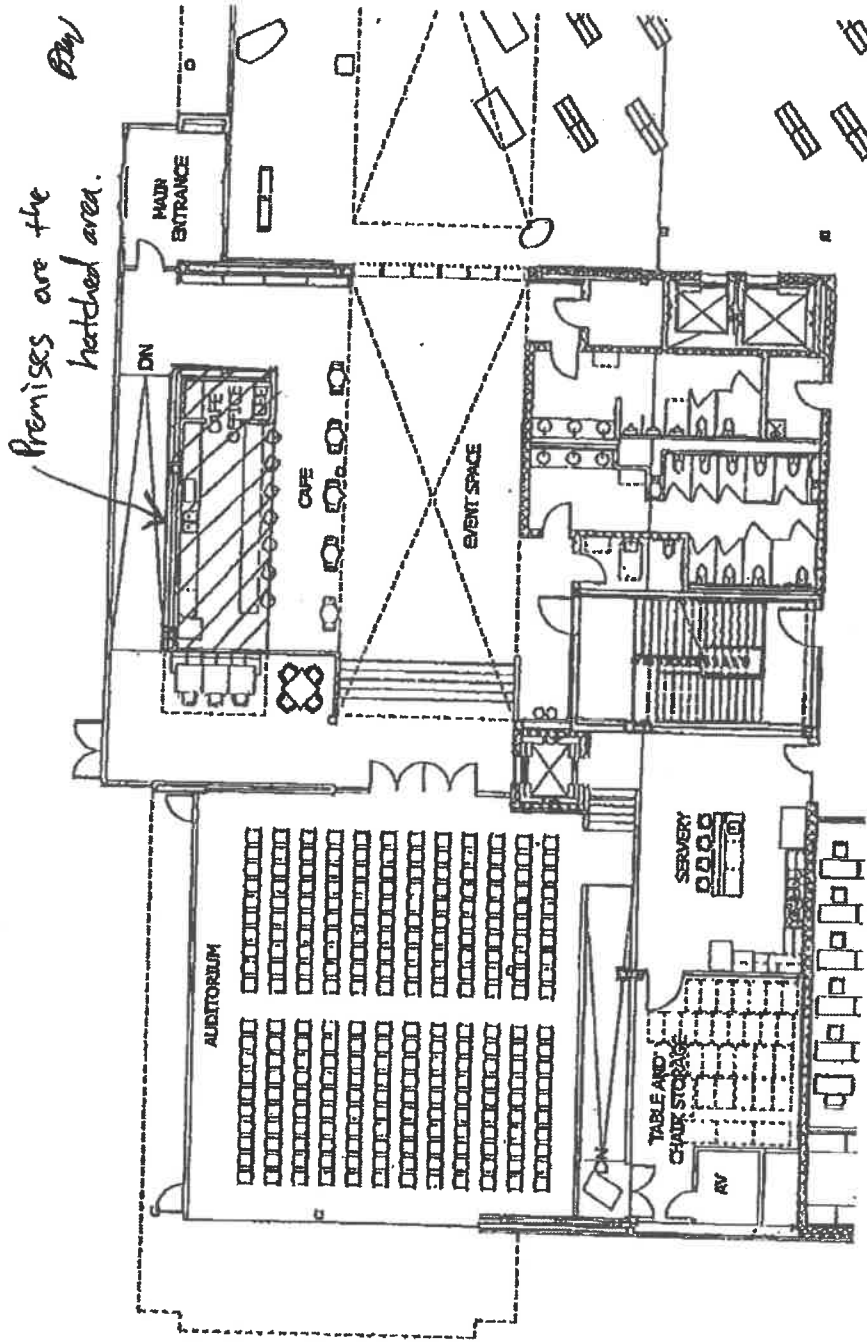 Premises are the
hatched area.
MAIN
ENTRANCE
DN
CAFE
OFFICE
CAFE
EVENT SPACE
AUDITORIUM
SERVERY
TABLE AND
CHAIR STORAGE
DN
AV